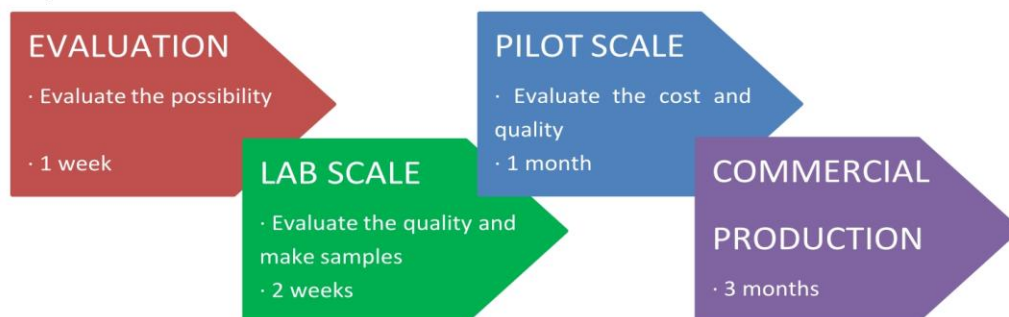 EVALUATION
· Evaluate the possibility
· 1 week
LAB SCALE
· Evaluate the quality and
make samples
· 2 weeks
PILOT SCALE
· Evaluate the cost and
quality
· 1 month
COMMERCIAL
PRODUCTION
· 3 months